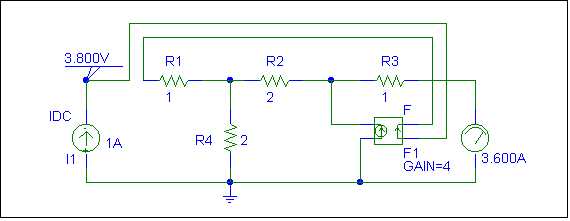 3.800V
R1
R2
R3
1
2
1
F
IDC
1A
R4
2
I1
F1
GAIN=4
3.600A